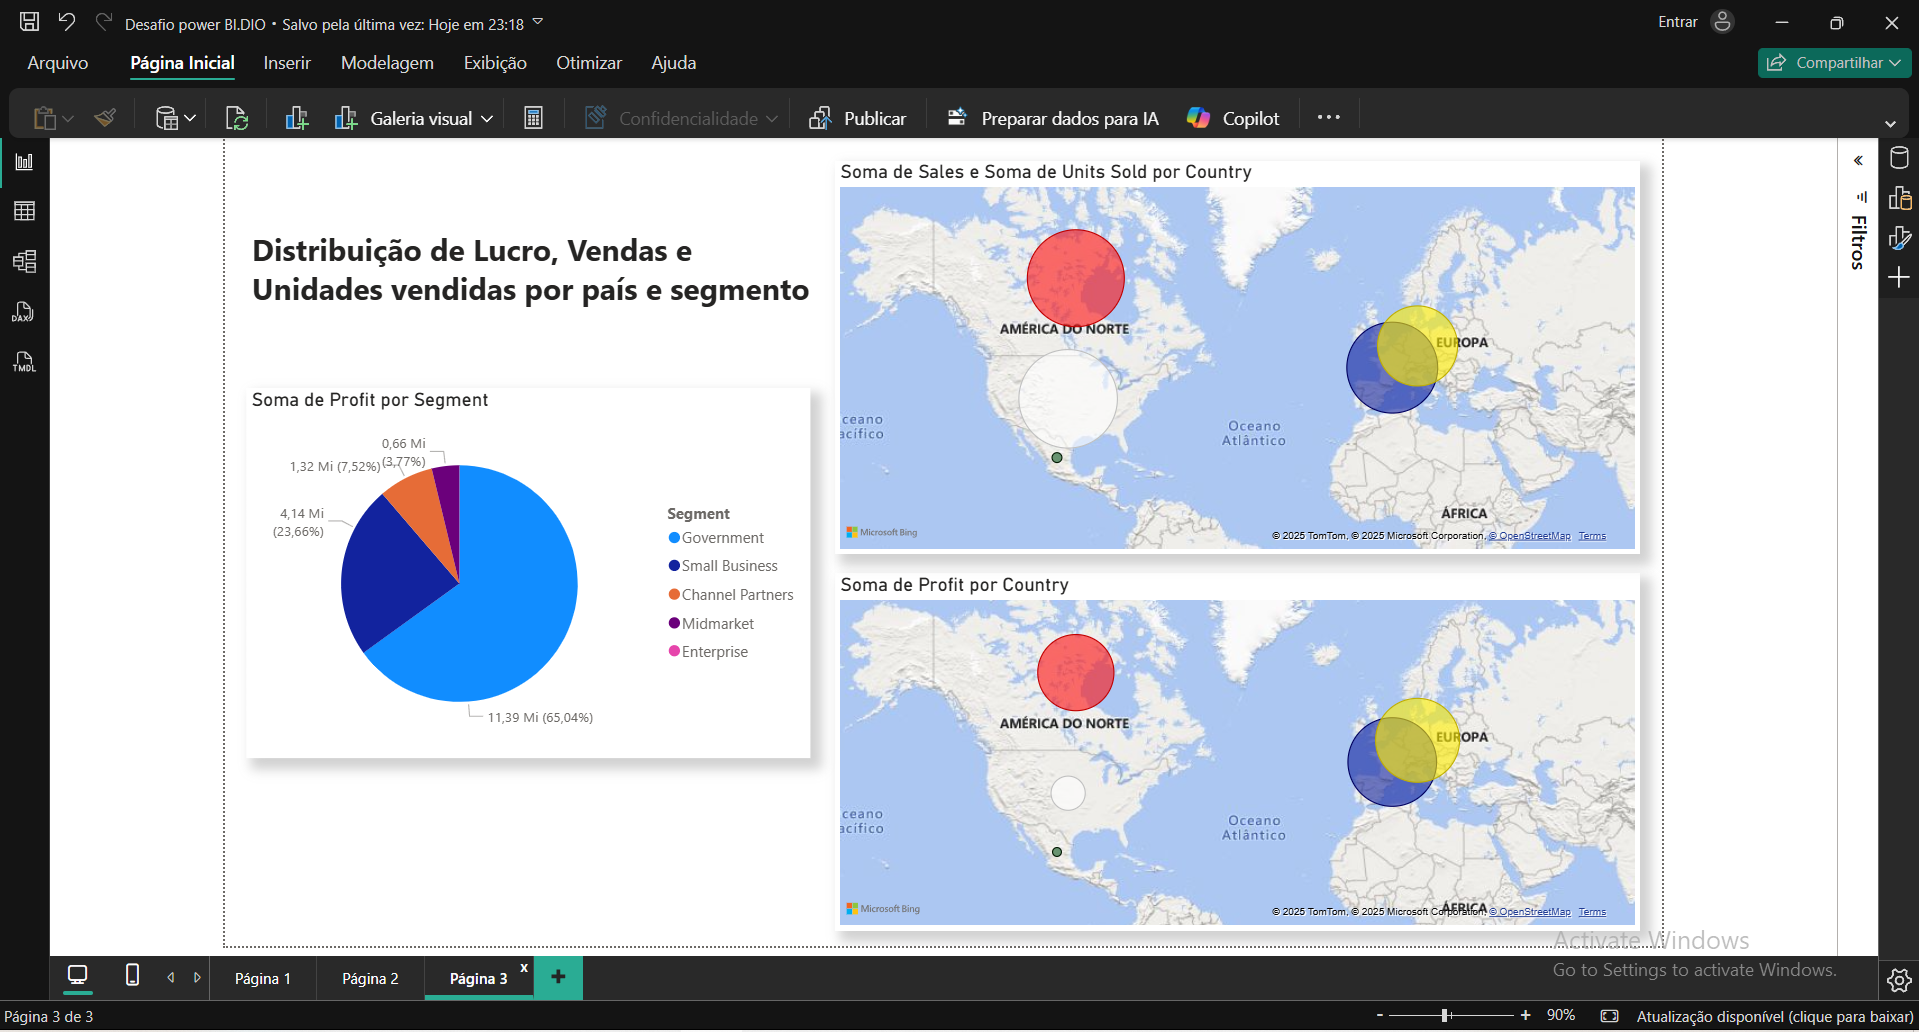 Desafio power BI.DIO • Salvo pela última vez: Hoje em 23:18
Entrar
Arquivo
Página Inicial
Inserir
Modelagem
Exibição
Otimizar
Ajuda
Compartilhar
Galeria visual
Confidencialidade
Publicar
Preparar dados para IA
Copilot
DAX
TMDL
Distribuição de Lucro, Vendas e
Unidades vendidas por país e segmento
Soma de Profit por Segment
0,66 Mi
(3,77%)
1,32 Mi (7,52%)
4,14 Mi
(23,66%)
11,39 Mi (65,04%)
Segment
Government
Small Business
Channel Partners
Midmarket
Enterprise
Soma de Sales e Soma de Units Sold por Country
AMÉRICA DO NORTE
EUROPA
ceano
acífico
Oceano
Atlântico
ÁFRICA
Microsoft Bing
© 2025 TomTom, © 2025 Microsoft Corporation, © OpenStreetMap Terms
Soma de Profit por Country
AMÉRICA DO NORTE
EUROPA
ceano
acífico
Oceano
Atlântico
ÁFRICA
Microsoft Bing
© 2025 TomTom, © 2025 Microsoft Corporation, © OpenStreetMap Terms
Filtros
Activate Windows
Go to Settings to activate Windows.
Página 1
Página 2
Página 3
x
Página 3 de 3
- + 90%
Atualização disponível (clique para baixar)